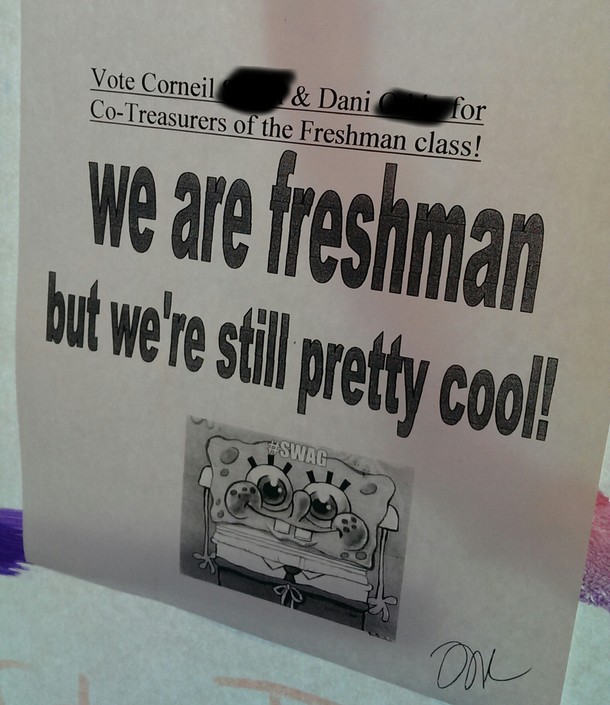 Vote Corneil & Dani for
Co-Treasurers of the Freshman class!
we are freshman
but we're still pretty cool!
#SWAG